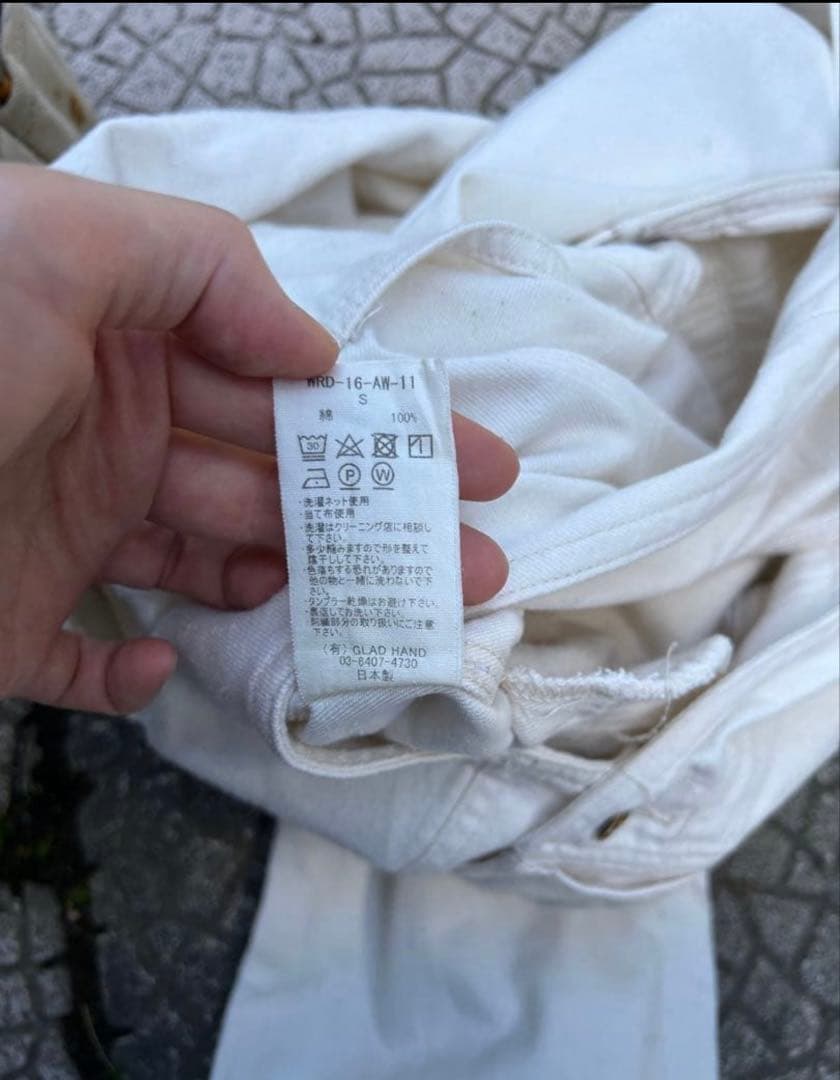 WRD-16-AW-11
S
綿 100%
30
P W
・洗濯ネット使用
・当て布使用
・洗濯はクリーニング店に相談し
て下さい。
・多少縮みますので形を整えて
陰干しして下さい。
・色落ちする恐れがありますので
他の物と一緒に洗わないで下
さい。
・タンブラー乾燥はお避け下さい。
・裏返してお洗い下さい。
部分の取り扱いにご注意
下さい。
(有) GLAD HAND
03-6407-4730
日本製